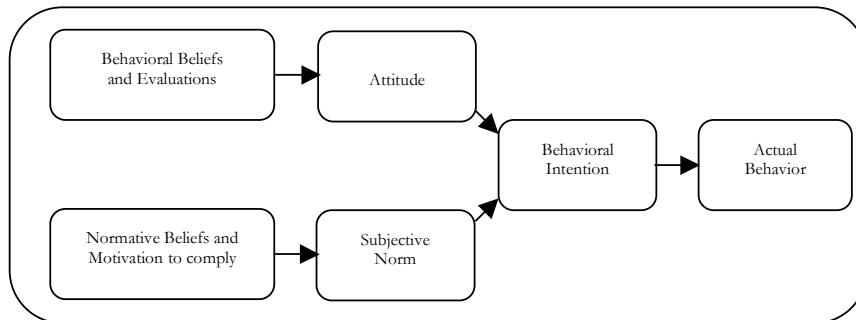 Behavioral Beliefs
and Evaluations
Attitude
Behavioral
Intention
Actual
Behavior
Normative Beliefs and
Motivation to comply
Subjective
Norm